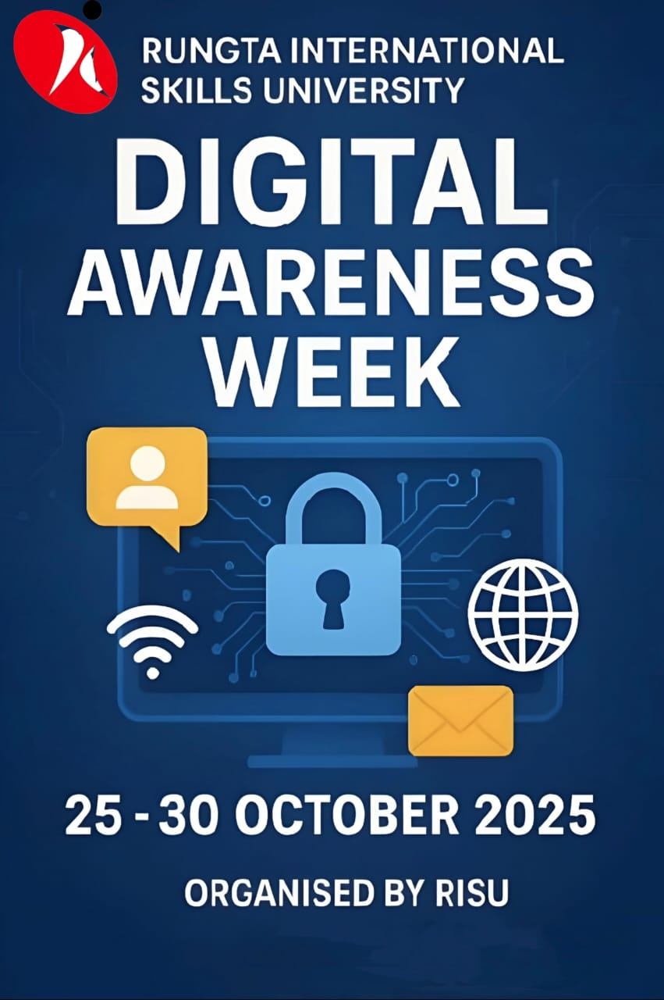 RUNGTA INTERNATIONAL
SKILLS UNIVERSITY
DIGITAL
AWARENESS
WEEK
25 - 30 OCTOBER 2025
ORGANISED BY RISU